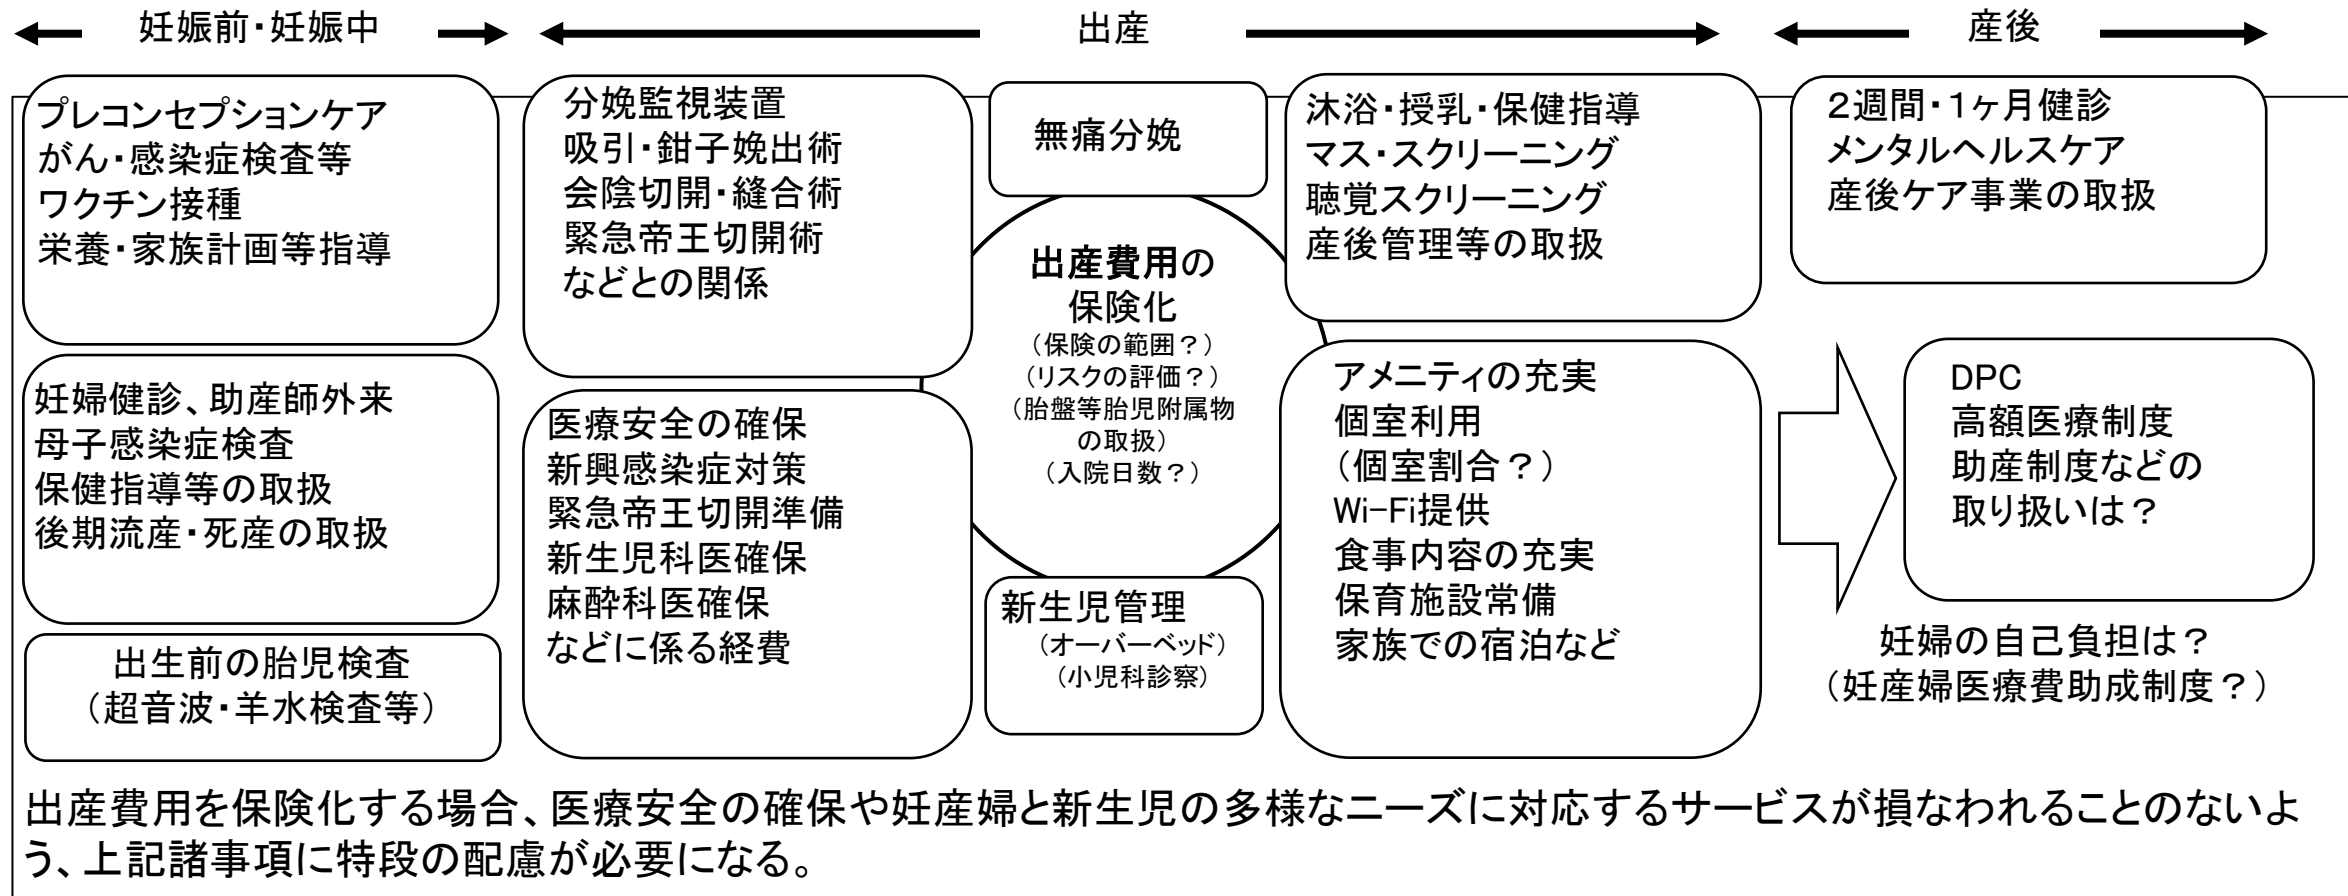 妊娠前・妊娠中
出産
産後
プレコンセプションケア
がん・感染症検査等
ワクチン接種
栄養・家族計画等指導
妊婦健診、助産師外来
母子感染症検査
保健指導等の取扱
後期流産・死産の取扱
出生前の胎児検査
（超音波・羊水検査等）
分娩監視装置
吸引・鉗子娩出術
会陰切開・縫合術
緊急帝王切開術
などとの関係
医療安全の確保
新興感染症対策
緊急帝王切開準備
新生児科医確保
麻酔科医確保
などに係る経費
無痛分娩
出産費用の
保険化
（保険の範囲？）
（リスクの評価？）
（胎盤等胎児附属物
の取扱）
（入院日数？）
新生児管理
（オーバーベッド）
（小児科診察）
沐浴・授乳・保健指導
マス・スクリーニング
聴覚スクリーニング
産後管理等の取扱
アメニティの充実
個室利用
（個室割合？）
Wi-Fi提供
食事内容の充実
保育施設常備
家族での宿泊など
２週間・１ヶ月健診
メンタルヘルスケア
産後ケア事業の取扱
DPC
高額医療制度
助産制度などの
取り扱いは？
妊婦の自己負担は？
（妊産婦医療費助成制度？）
出産費用を保険化する場合、医療安全の確保や妊産婦と新生児の多様なニーズに対応するサービスが損なわれることのないよ
う、上記諸事項に特段の配慮が必要になる。